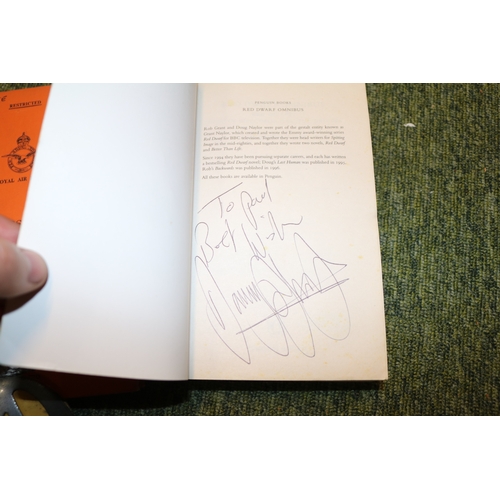 RESTRICTED
ROYAL AIR
PENGUIN BOOKS
RED DWARF OMNIBUS
Rob Grant and Doug Naylor were part of the gestalt entity known as
Grant Naylor, which created and wrote the Emmy award-winning series
Red Dwarf for BBC television. Together they were head writers for Spitting
Image in the mid-eighties, and together they wrote two novels, Red Dwarf
and Better Than Life.
Since 1994 they have been pursuing separate careers, and each has written
a bestselling Red Dwarf novel, Doug's Last Human was published in 1995,
Rob's Backwards was published in 1996.
All these books are available in Penguin.
To Paul
Best Wishes